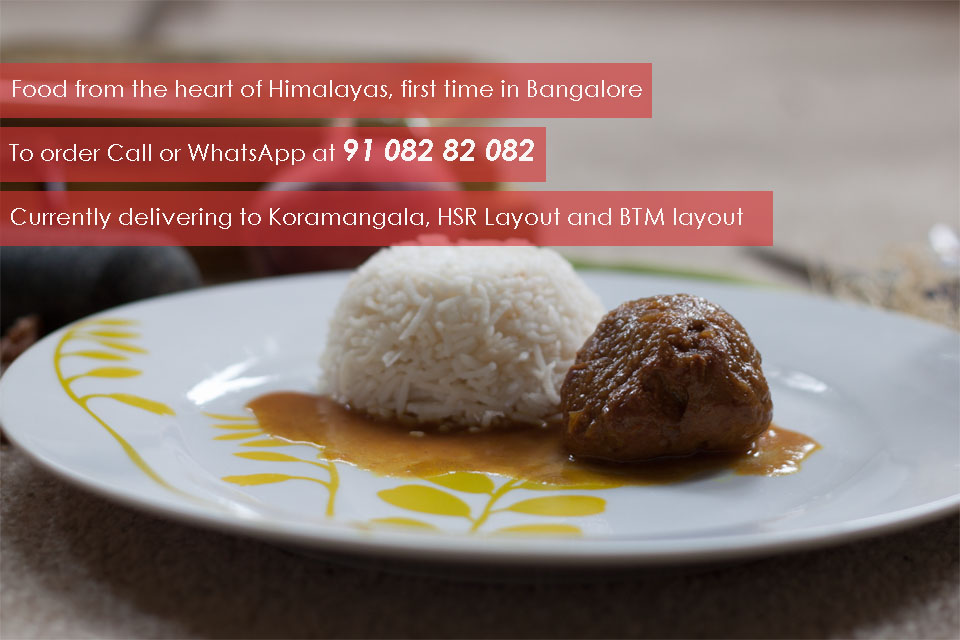 Food from the heart of Himalayas, first time in Bangalore
To order Call or WhatsApp at 91 082 82 082
Currently delivering to Koramangala, HSR Layout and BTM layout